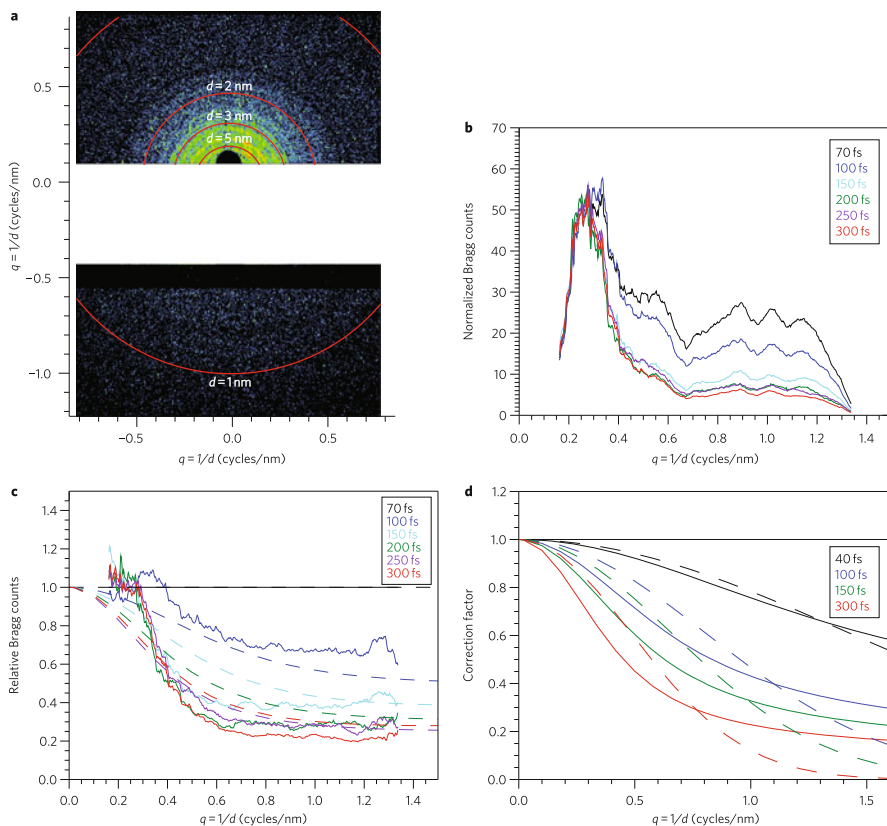 a
d = 2 nm
d = 3 nm
d = 5 nm
d = 1 nm
0.5
0.0
−0.5
−1.0
q = 1/d (cycles/nm)
−0.5
0.0
0.5
q = 1/d (cycles/nm)
b
70
60
50
40
30
20
10
0
Normalized Bragg counts
70 fs
100 fs
150 fs
200 fs
250 fs
300 fs
0.0
0.2
0.4
0.6
0.8
1.0
1.2
1.4
q = 1/d (cycles/nm)
c
1.4
1.2
1.0
0.8
0.6
0.4
0.2
0.0
Relative Bragg counts
70 fs
100 fs
150 fs
200 fs
250 fs
300 fs
0.0
0.2
0.4
0.6
0.8
1.0
1.2
1.4
q = 1/d (cycles/nm)
d
1.2
1.0
0.8
0.6
0.4
0.2
0.0
Correction factor
40 fs
100 fs
150 fs
300 fs
0.0
0.5
1.0
1.5
q = 1/d (cycles/nm)